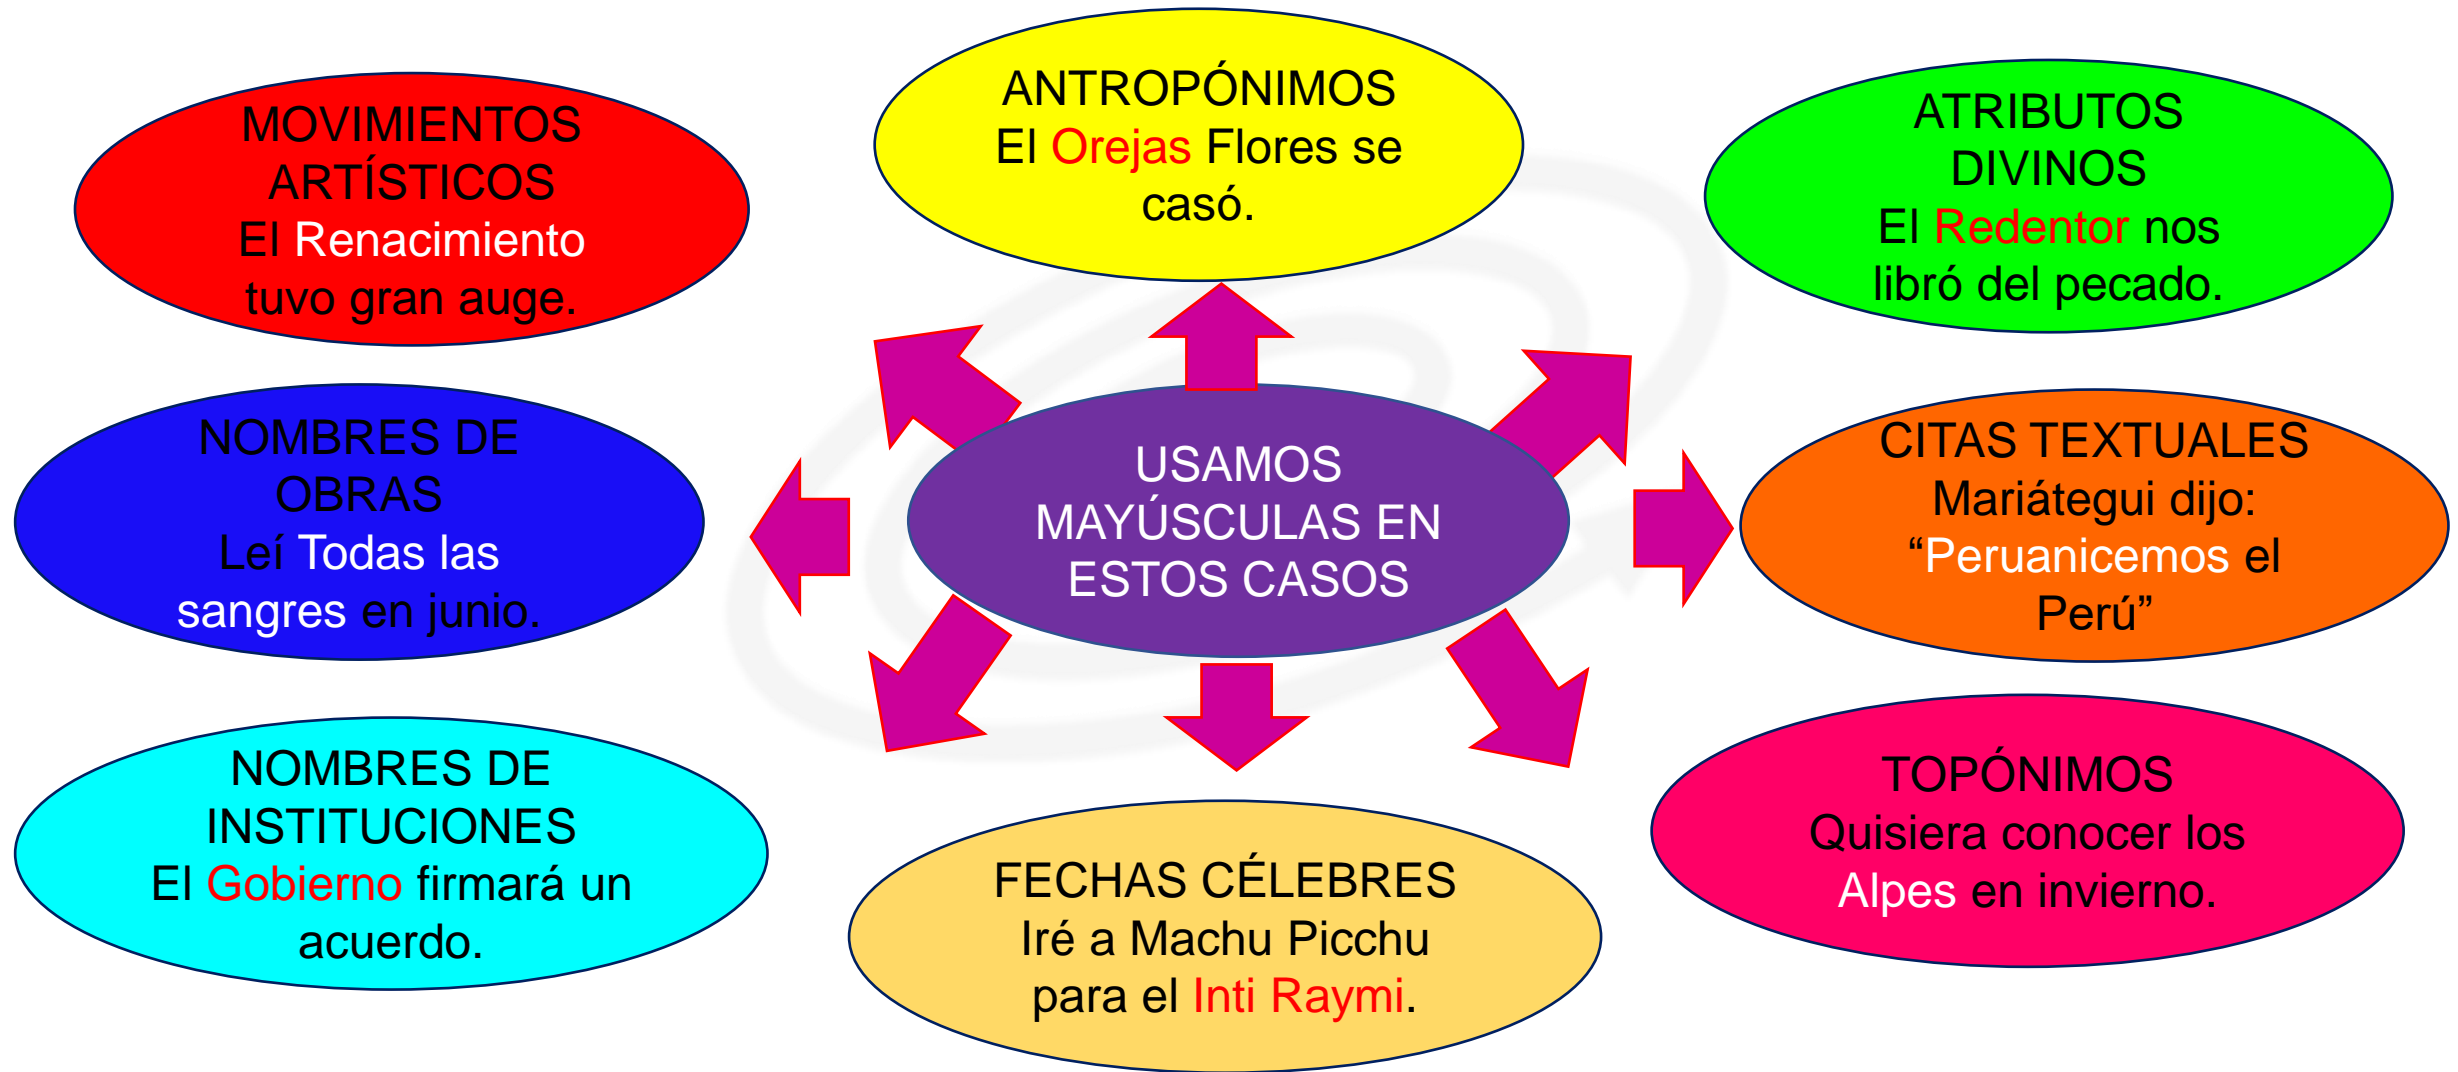 ANTROPÓNIMOS
El Orejas Flores se
casó.
MOVIMIENTOS
ARTÍSTICOS
El Renacimiento
tuvo gran auge.
ATRIBUTOS
DIVINOS
El Redentor nos
libró del pecado.
NOMBRES DE
OBRAS
Leí Todas las
sangres en junio.
USAMOS
MAYÚSCULAS EN
ESTOS CASOS
CITAS TEXTUALES
Mariátegui dijo:
“Peruanicemos el
Perú”
NOMBRES DE
INSTITUCIONES
El Gobierno firmará un
acuerdo.
FECHAS CÉLEBRES
Iré a Machu Picchu
para el Inti Raymi.
TOPÓNIMOS
Quisiera conocer los
Alpes en invierno.